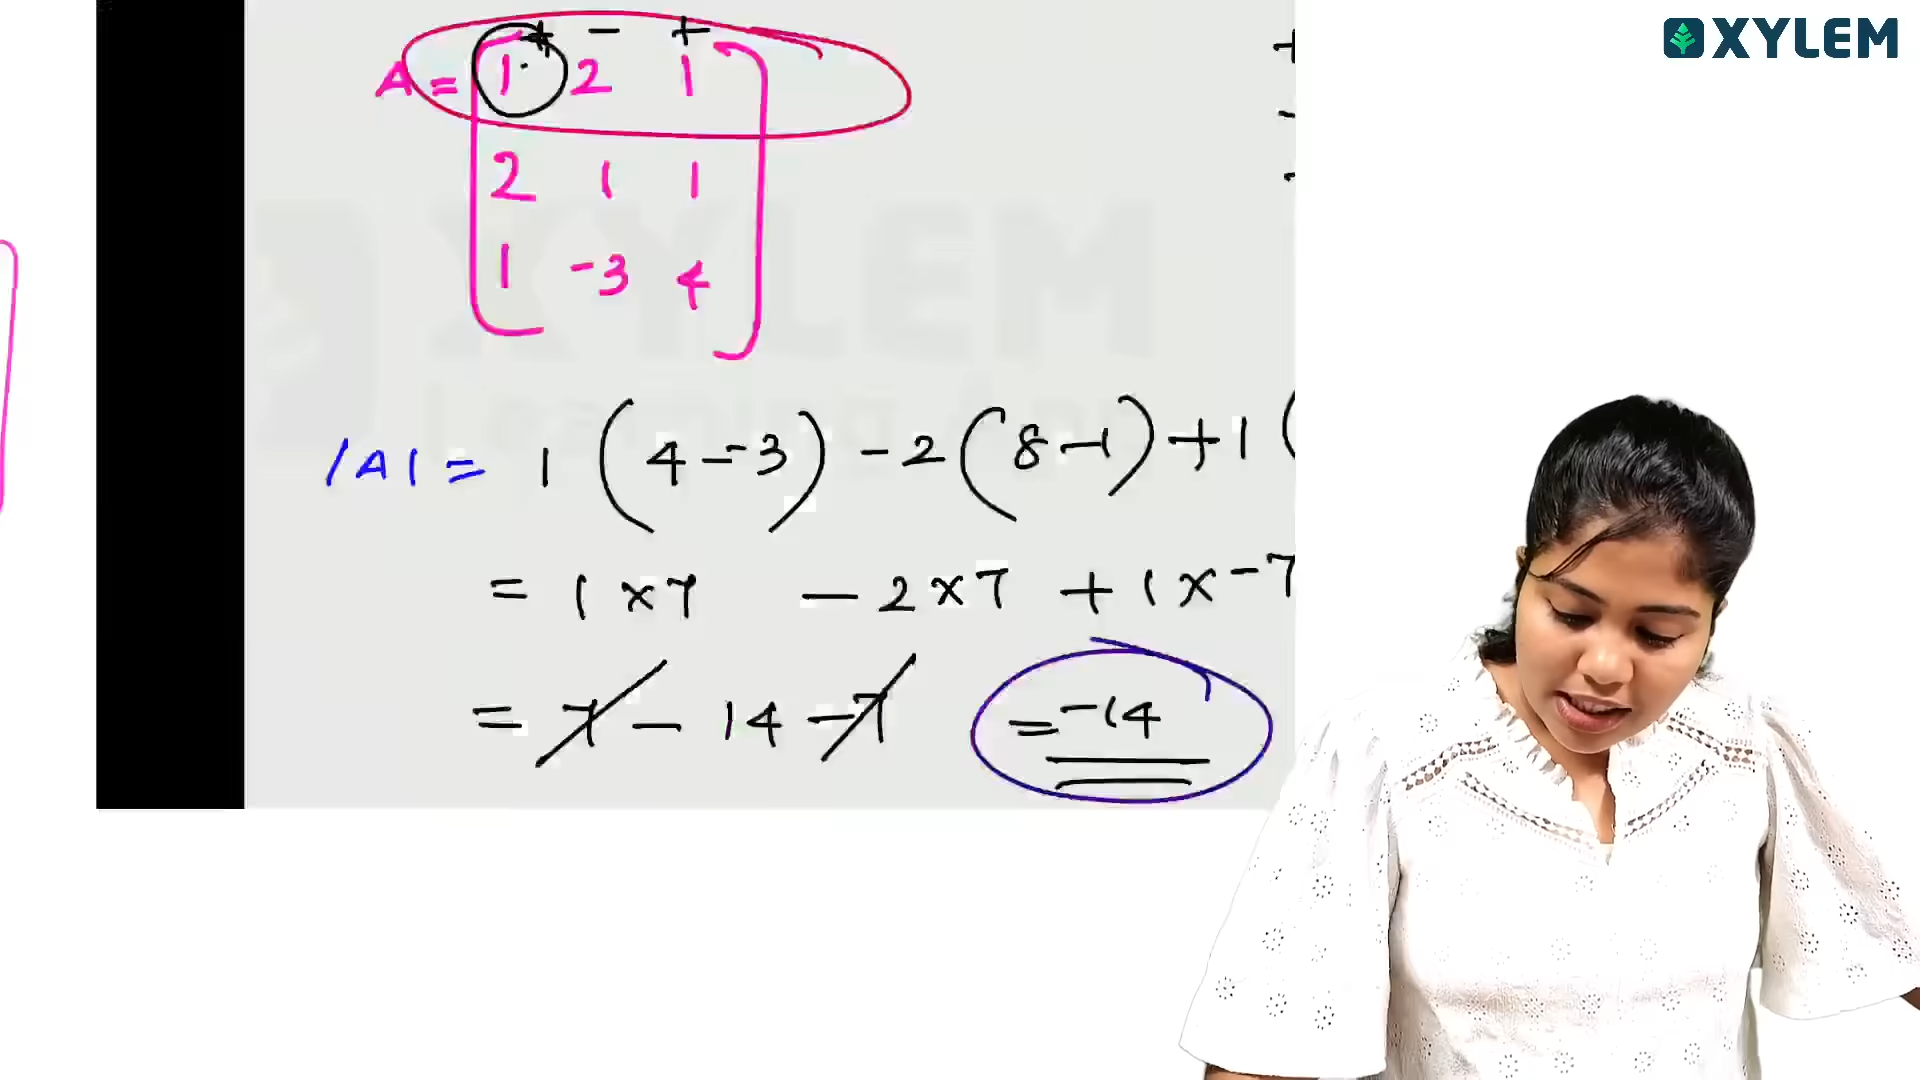 XYLEM
+ - +
A = [ 1 2 1
2 1 1
1 -3 4 ]
|A| = 1 (4--3) -2 (8-1) +1 (
= 1 x 7 - 2 x 7 + 1 x -7
= 7 - 14 - 7 = -14